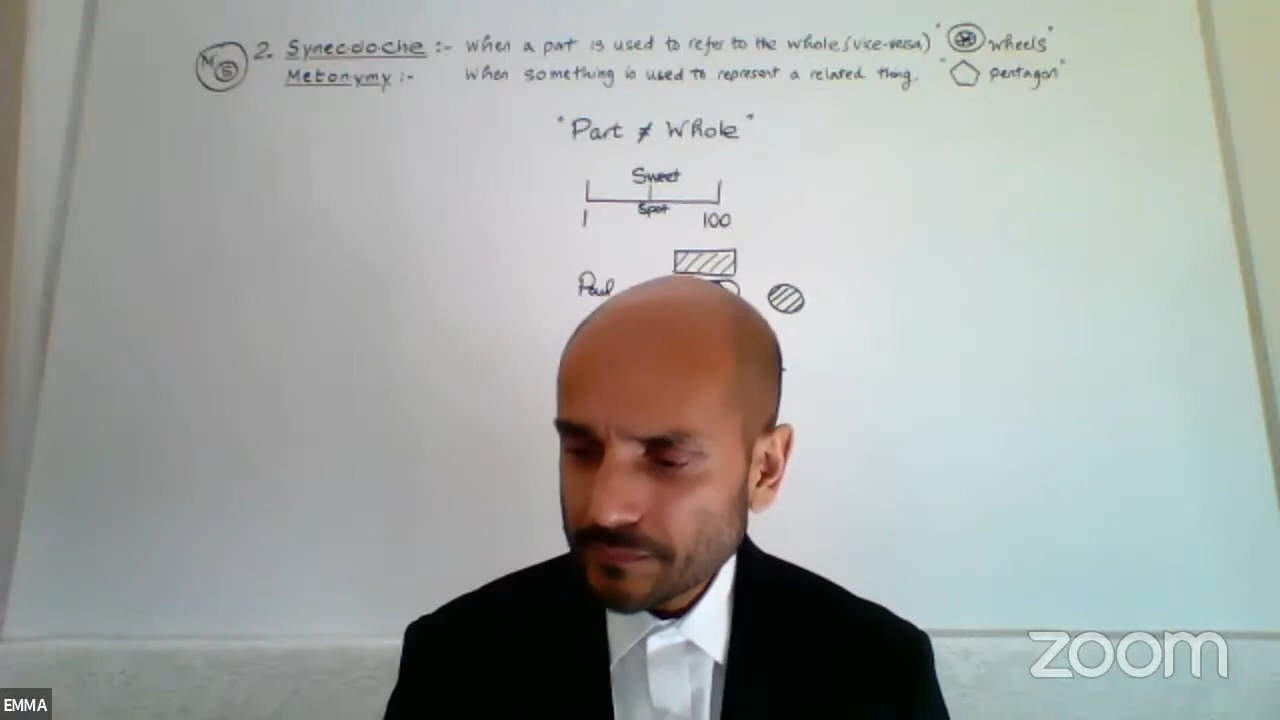 M S 2. Synecdoche :- When a part is used to refer to the whole (vice-versa) " wheels"
Metonymy :- When something is used to represent a related thing. " pentagon"
"Part ≠ Whole"
Sweet
Spot
1 100
Paul
zoom
EMMA